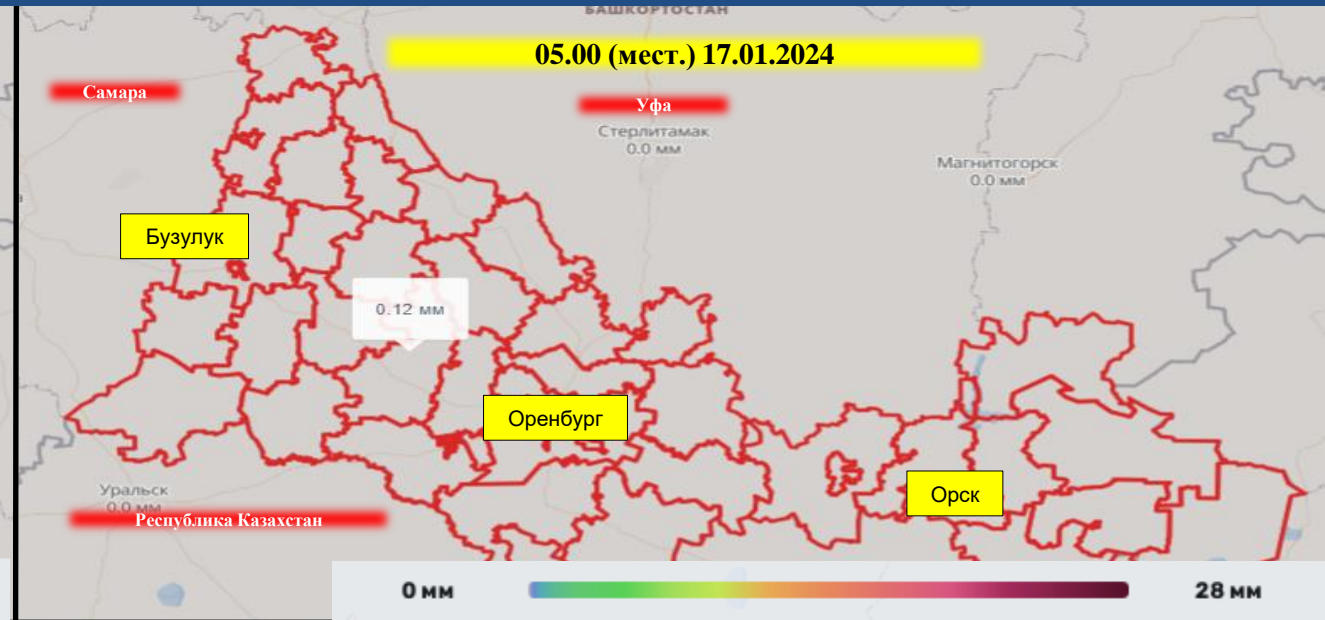 БАШКОРТОСТАН
05.00 (мест.) 17.01.2024
Самара
Уфа
Стерлитамак
0.0 мм
Магнитогорск
0.0 мм
Бузулук
0.12 мм
Оренбург
Орск
Уральск
0.0 мм
Республика Казахстан
0 мм
28 мм